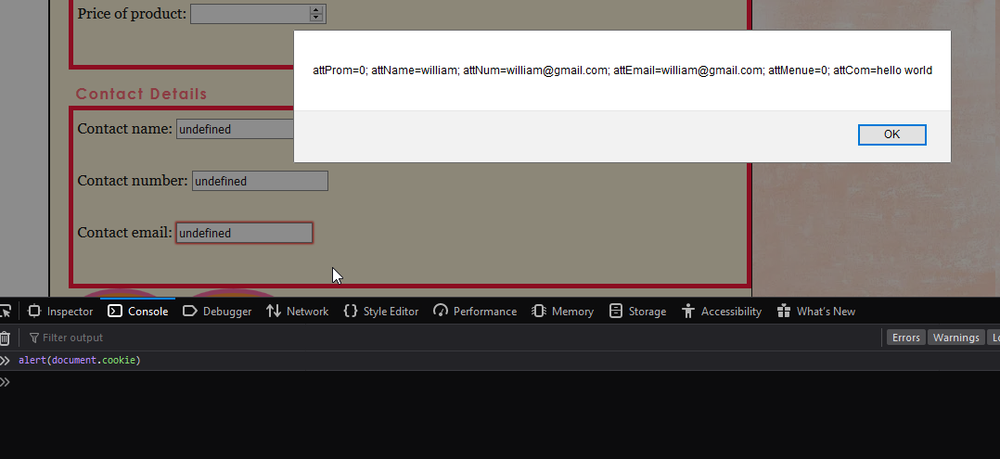 Price of product:
attProm=0; attName=william; attNum=william@gmail.com; attEmail=william@gmail.com; attMenue=0; attCom=hello world
OK
Contact Details
Contact name: undefined
Contact number: undefined
Contact email: undefined
Inspector Console Debugger Network Style Editor Performance Memory Storage Accessibility What's New
Filter output Errors Warnings
alert(document.cookie)